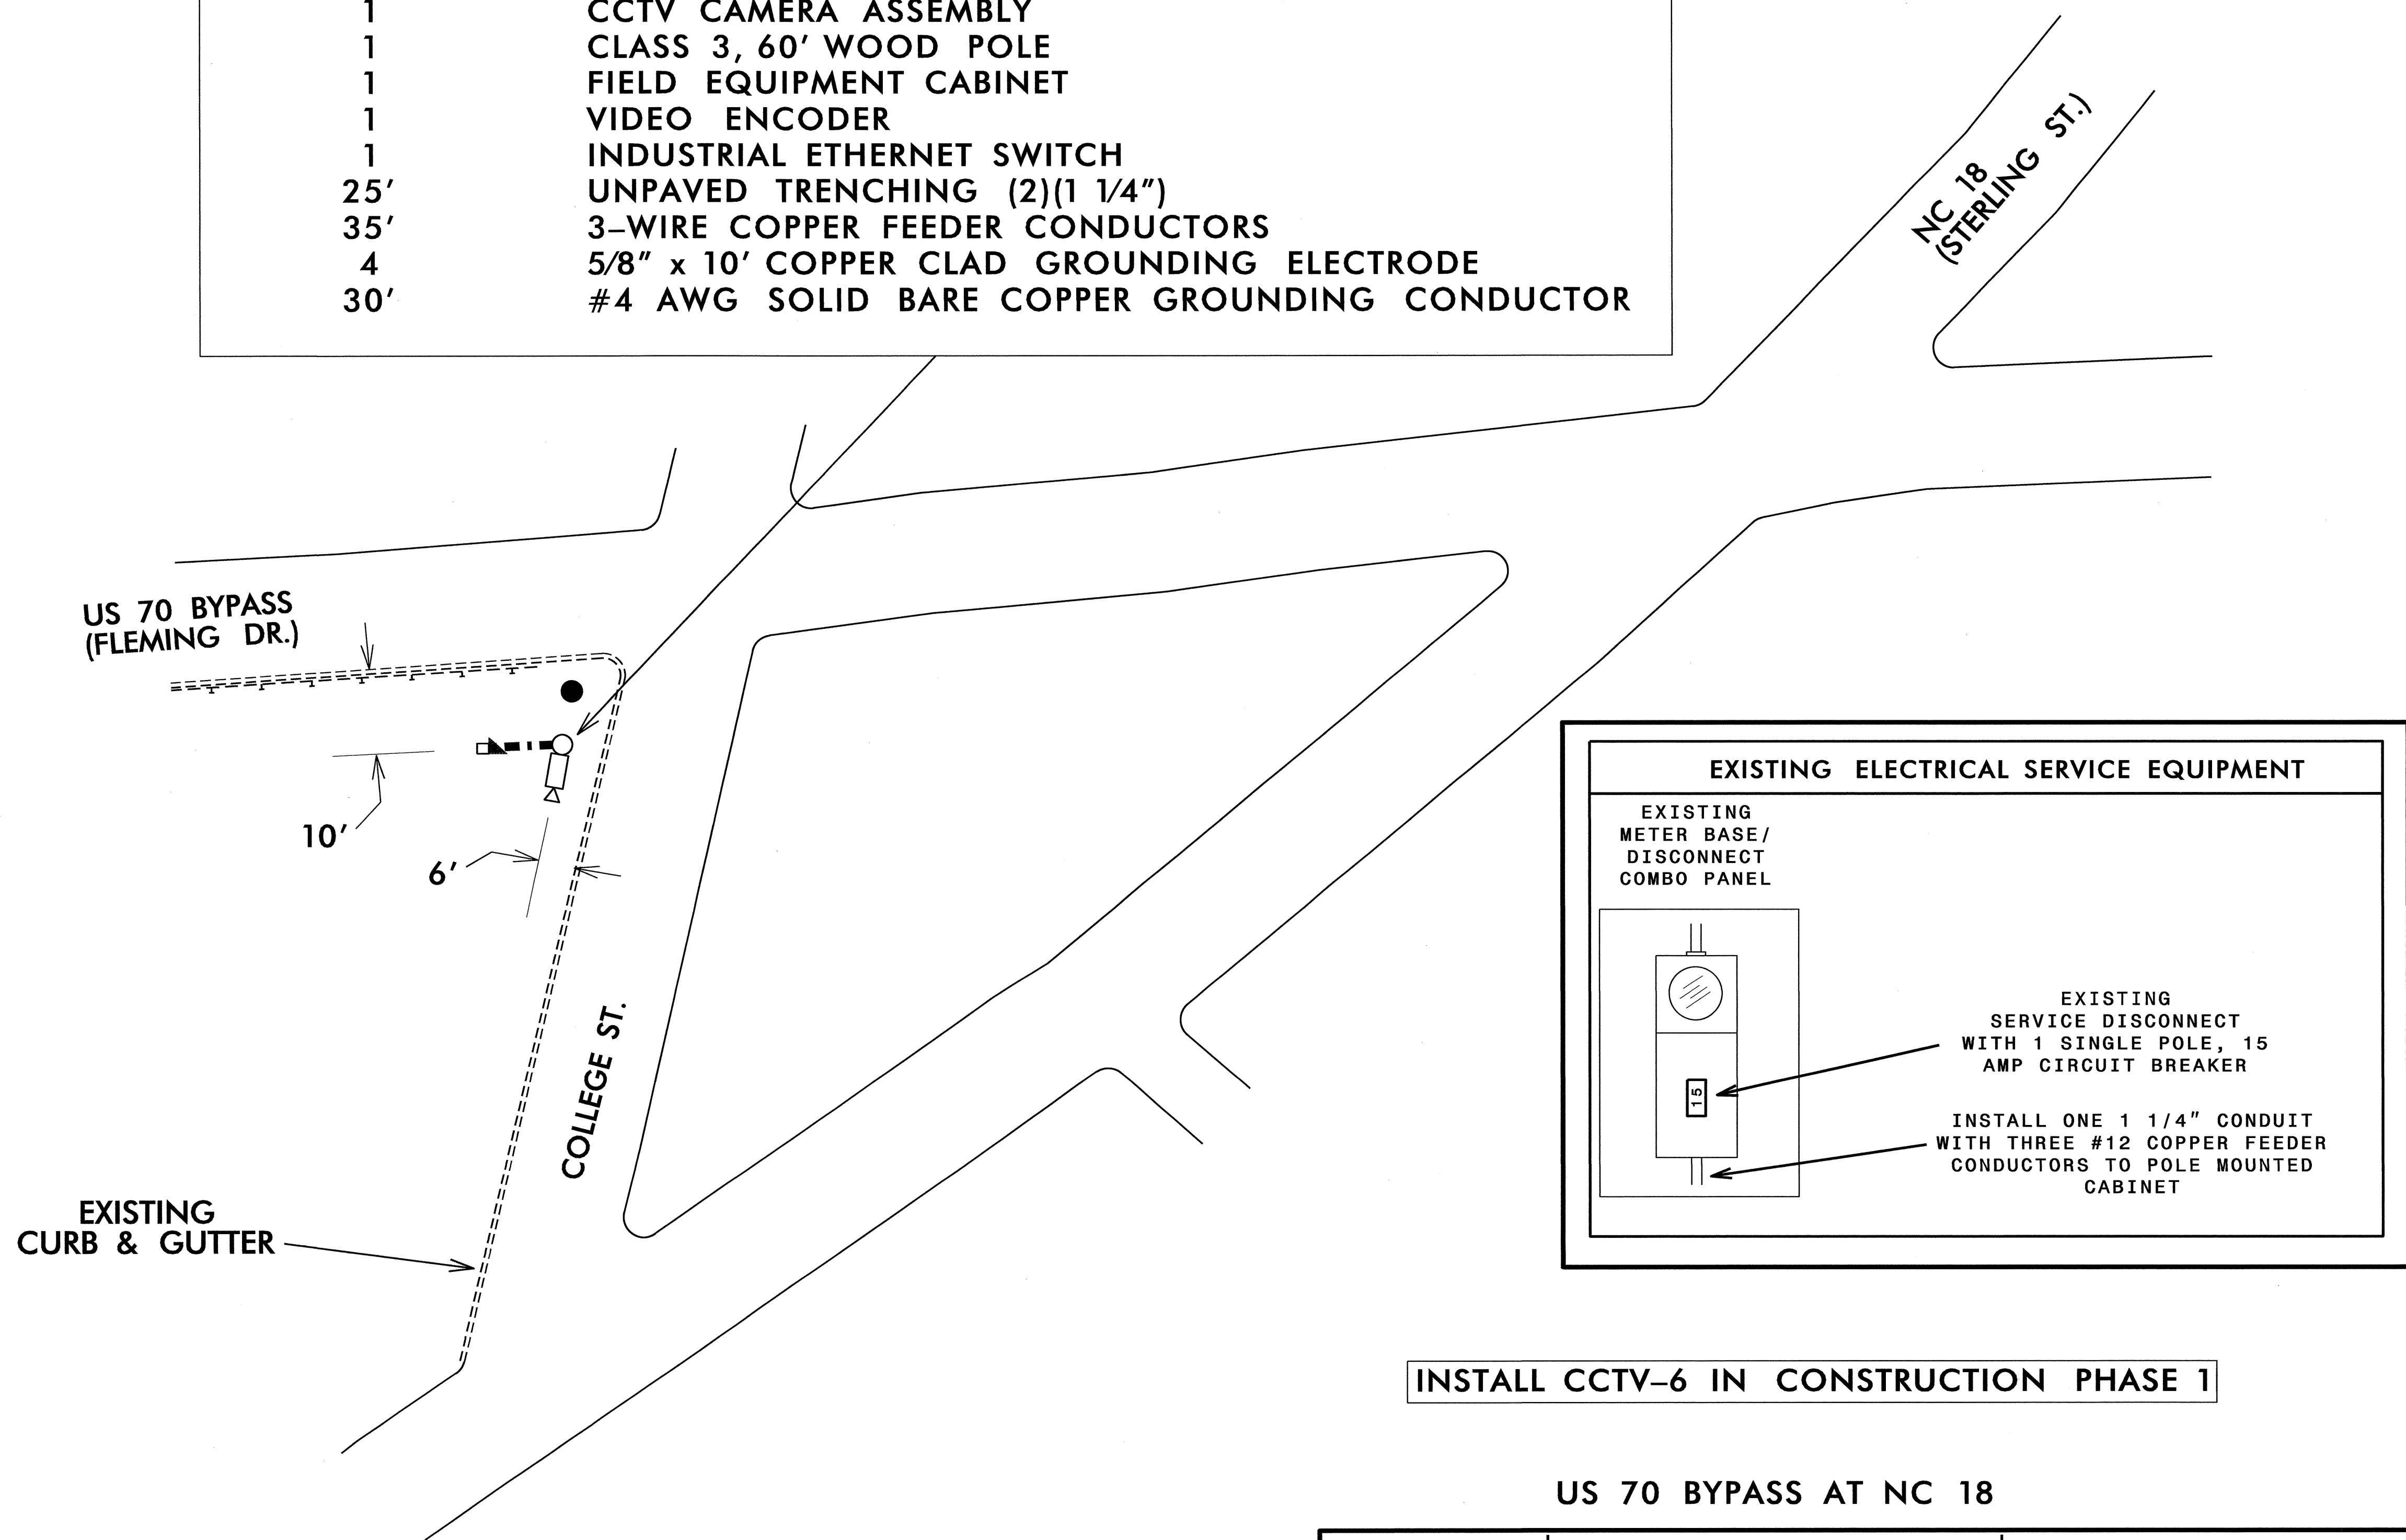 1 CCTV CAMERA ASSEMBLY
1 CLASS 3, 60' WOOD POLE
1 FIELD EQUIPMENT CABINET
1 VIDEO ENCODER
1 INDUSTRIAL ETHERNET SWITCH
25' UNPAVED TRENCHING (2)(1 1/4")
35' 3-WIRE COPPER FEEDER CONDUCTORS
4 5/8" x 10' COPPER CLAD GROUNDING ELECTRODE
30' #4 AWG SOLID BARE COPPER GROUNDING CONDUCTOR
NC 18
(STERLING ST.)
US 70 BYPASS
(FLEMING DR.)
10'
6'
COLLEGE ST.
EXISTING
CURB & GUTTER
EXISTING ELECTRICAL SERVICE EQUIPMENT
EXISTING
METER BASE/
DISCONNECT
COMBO PANEL
EXISTING
SERVICE DISCONNECT
WITH 1 SINGLE POLE, 15
AMP CIRCUIT BREAKER
15
INSTALL ONE 1 1/4" CONDUIT
WITH THREE #12 COPPER FEEDER
CONDUCTORS TO POLE MOUNTED
CABINET
INSTALL CCTV-6 IN CONSTRUCTION PHASE 1
US 70 BYPASS AT NC 18